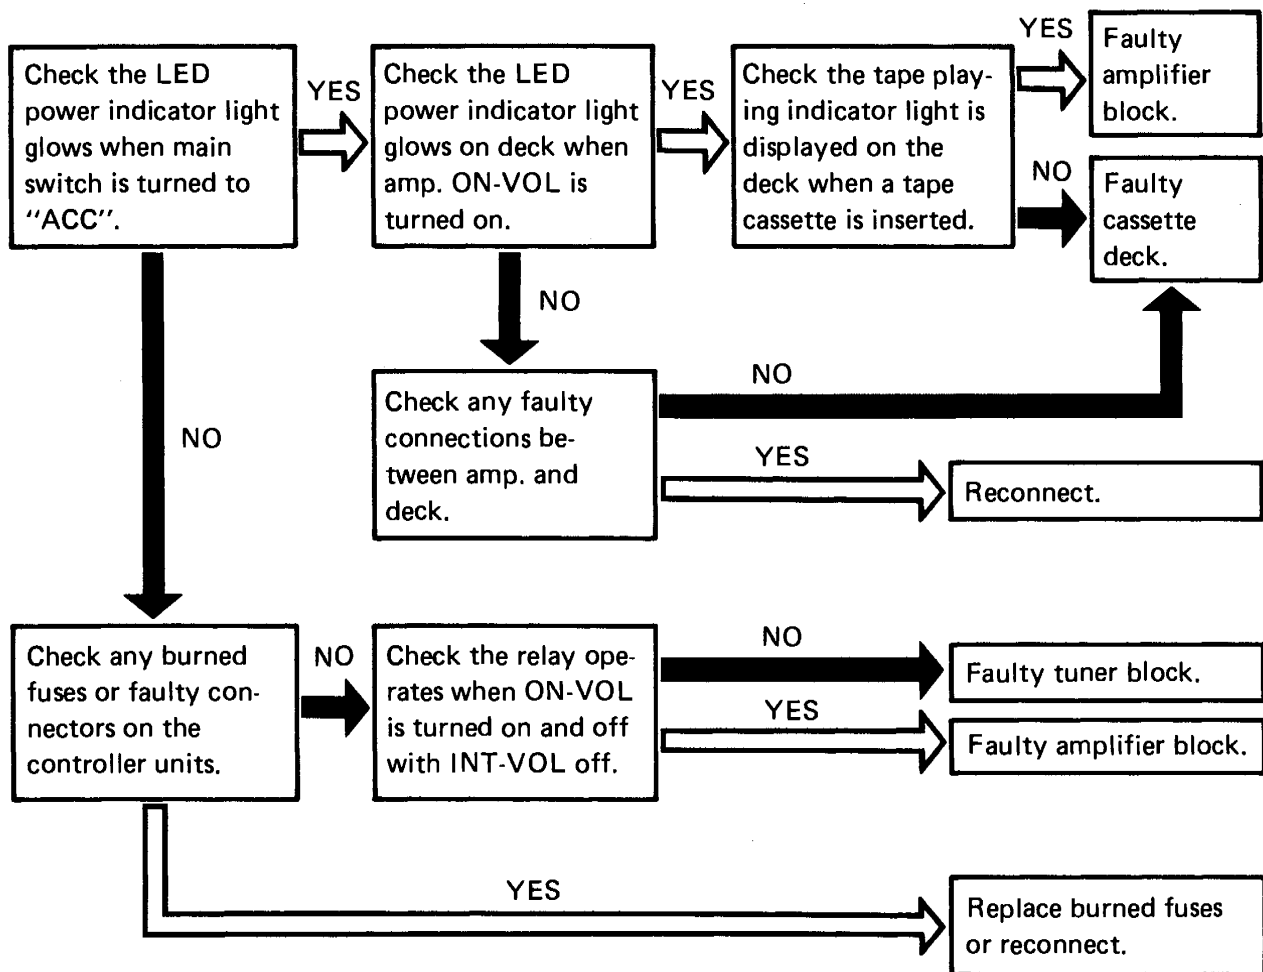 Check the LED
power indicator light
glows when main
switch is turned to
"ACC".
YES
Check the LED
power indicator light
glows on deck when
amp. ON-VOL is
turned on.
YES
Check the tape play-
ing indicator light is
displayed on the
deck when a tape
cassette is inserted.
YES
Faulty
amplifier
block.
NO
Faulty
cassette
deck.
NO
NO
Check any faulty
connections be-
tween amp. and
deck.
NO
YES
Reconnect.
Check any burned
fuses or faulty con-
nectors on the
controller units.
NO
Check the relay ope-
rates when ON-VOL
is turned on and off
with INT-VOL off.
NO
Faulty tuner block.
YES
Faulty amplifier block.
YES
Replace burned fuses
or reconnect.